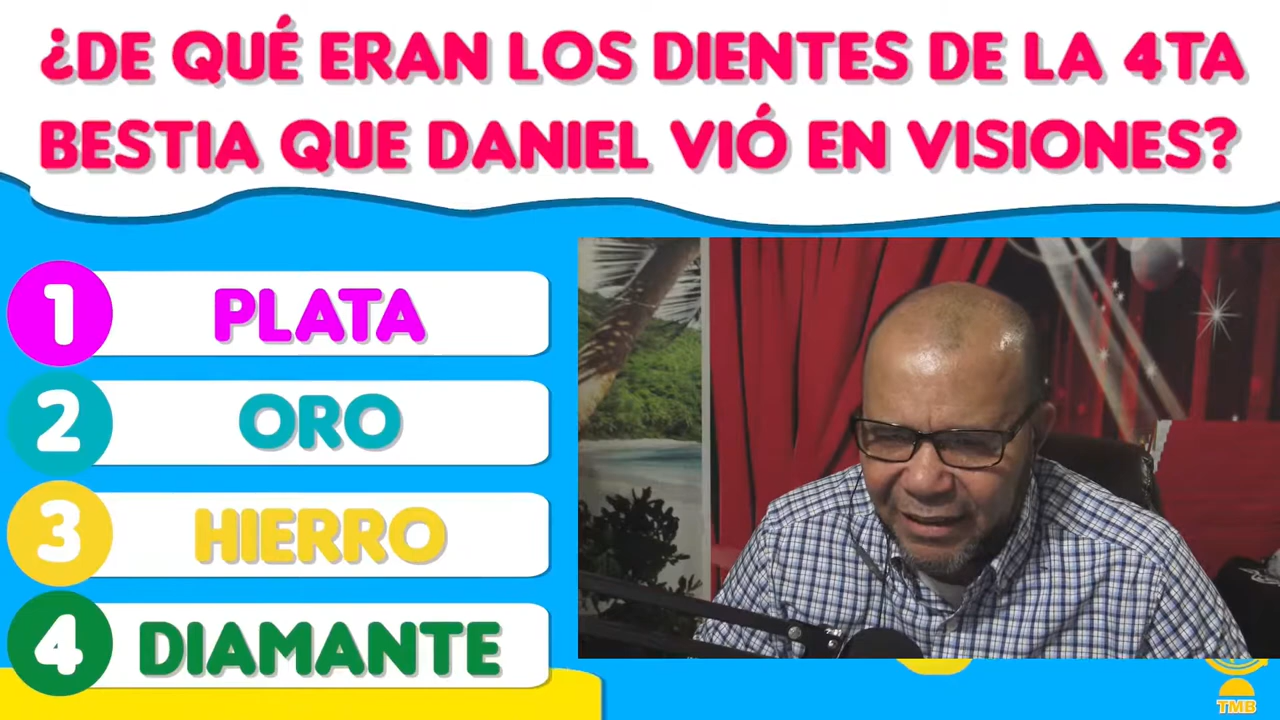 ¿DE QUÉ ERAN LOS DIENTES DE LA 4TA
BESTIA QUE DANIEL VIÓ EN VISIONES?
1 PLATA
2 ORO
3 HIERRO
4 DIAMANTE
TMB